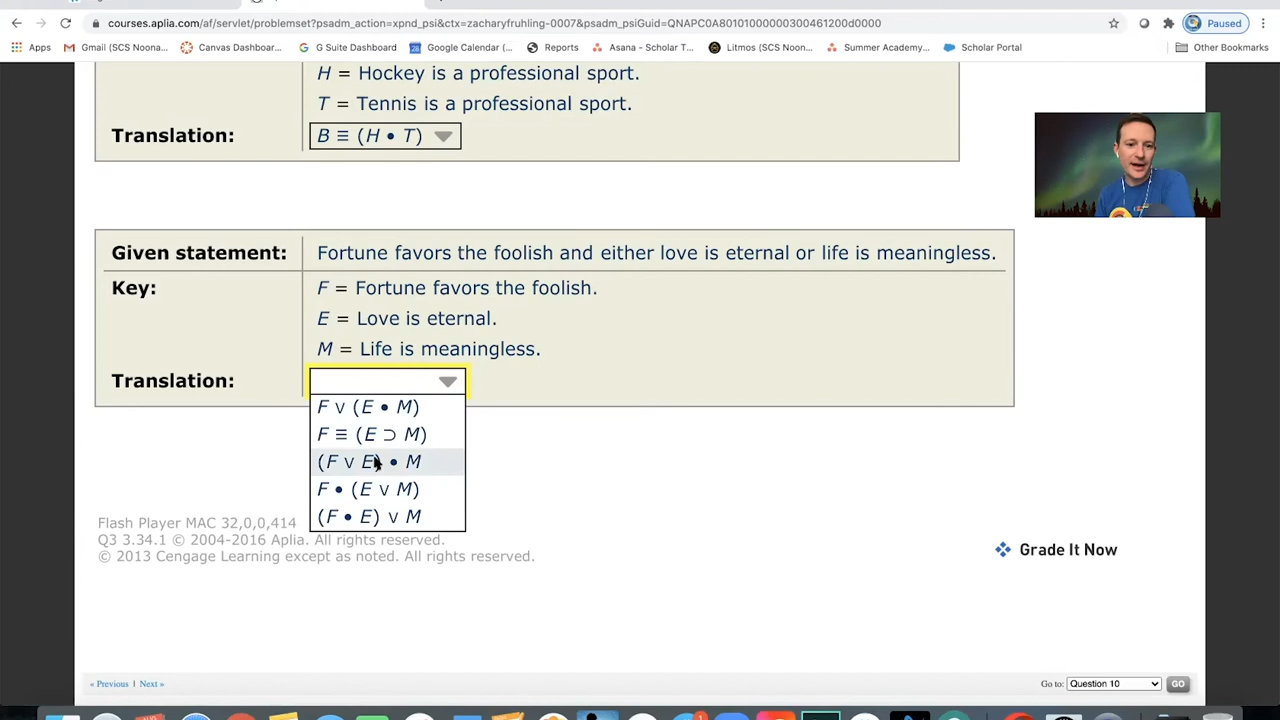 courses.aplia.com/af/servlet/problemset?psadm_action=xpnd_psi&ctx=zacharyfruhling-0007&psadm_psiGuid=QNAPC0A80101000000300461200d0000
Paused
Apps Gmail (SCS Noona... Canvas Dashboar... G Suite Dashboard Google Calendar (... Reports Asana - Scholar T... Litmos (SCS Noon... Summer Academy... Scholar Portal Other Bookmarks
H = Hockey is a professional sport.
T = Tennis is a professional sport.
Translation: B ≡ (H • T)
Given statement: Fortune favors the foolish and either love is eternal or life is meaningless.
Key: F = Fortune favors the foolish.
E = Love is eternal.
M = Life is meaningless.
Translation:
F v (E • M)
F ≡ (E ⊃ M)
(F v E) • M
F • (E v M)
(F • E) v M
Flash Player MAC 32,0,0,414
Q3 3.34.1 © 2004-2016 Aplia. All rights reserved.
© 2013 Cengage Learning except as noted. All rights reserved.
Grade It Now
« Previous | Next » Go to: Question 10 GO